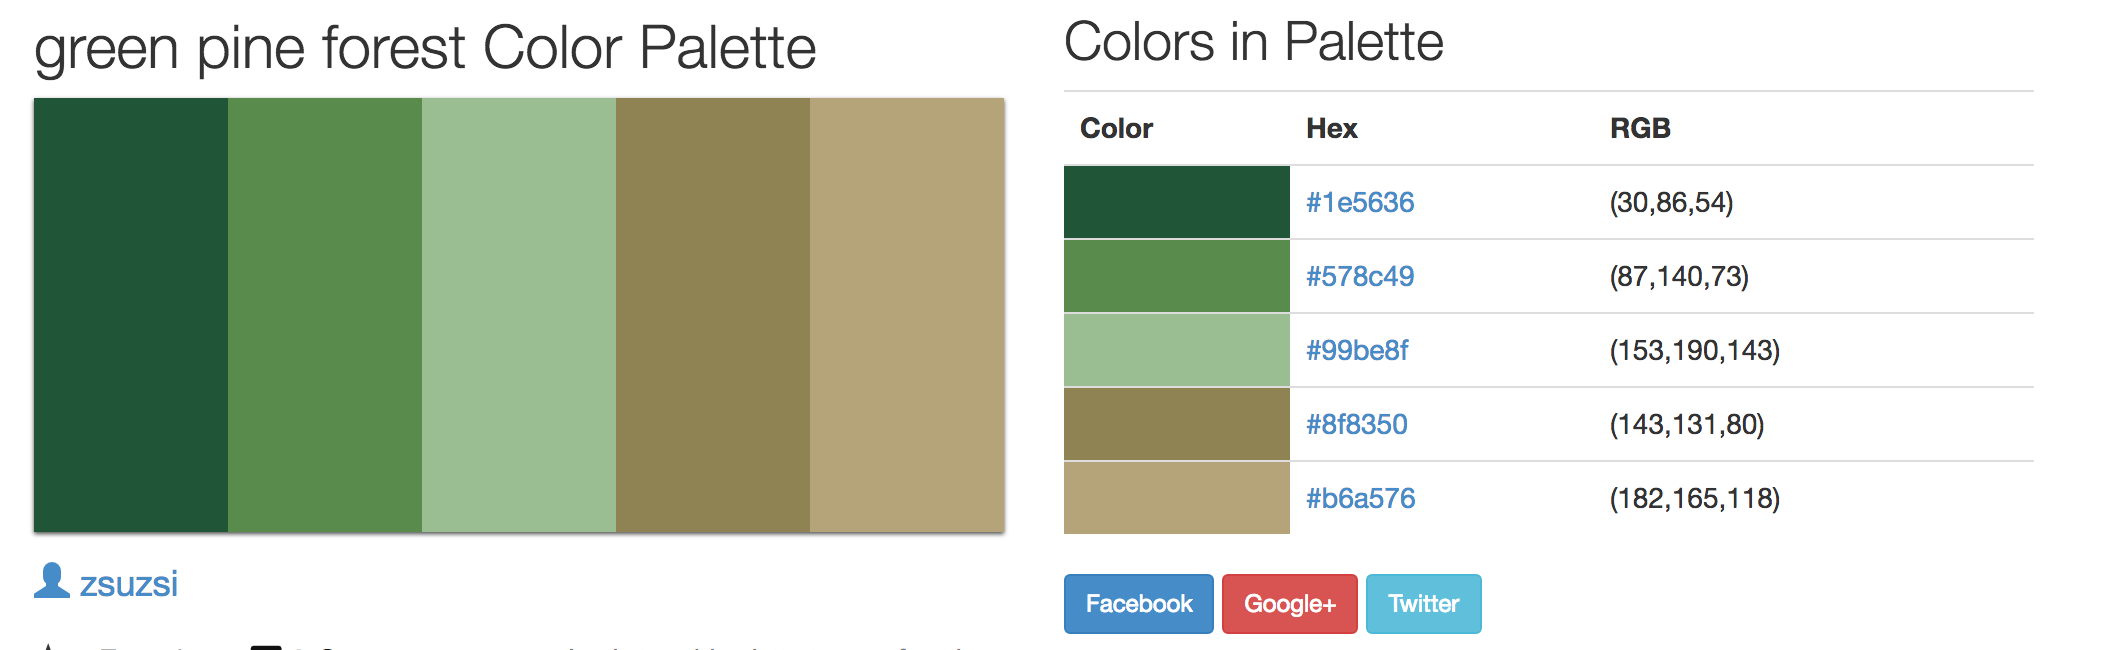 green pine forest Color Palette
zsuzsi
Colors in Palette
Color Hex RGB
#1e5636 (30,86,54)
#578c49 (87,140,73)
#99be8f (153,190,143)
#8f8350 (143,131,80)
#b6a576 (182,165,118)
Facebook Google+ Twitter